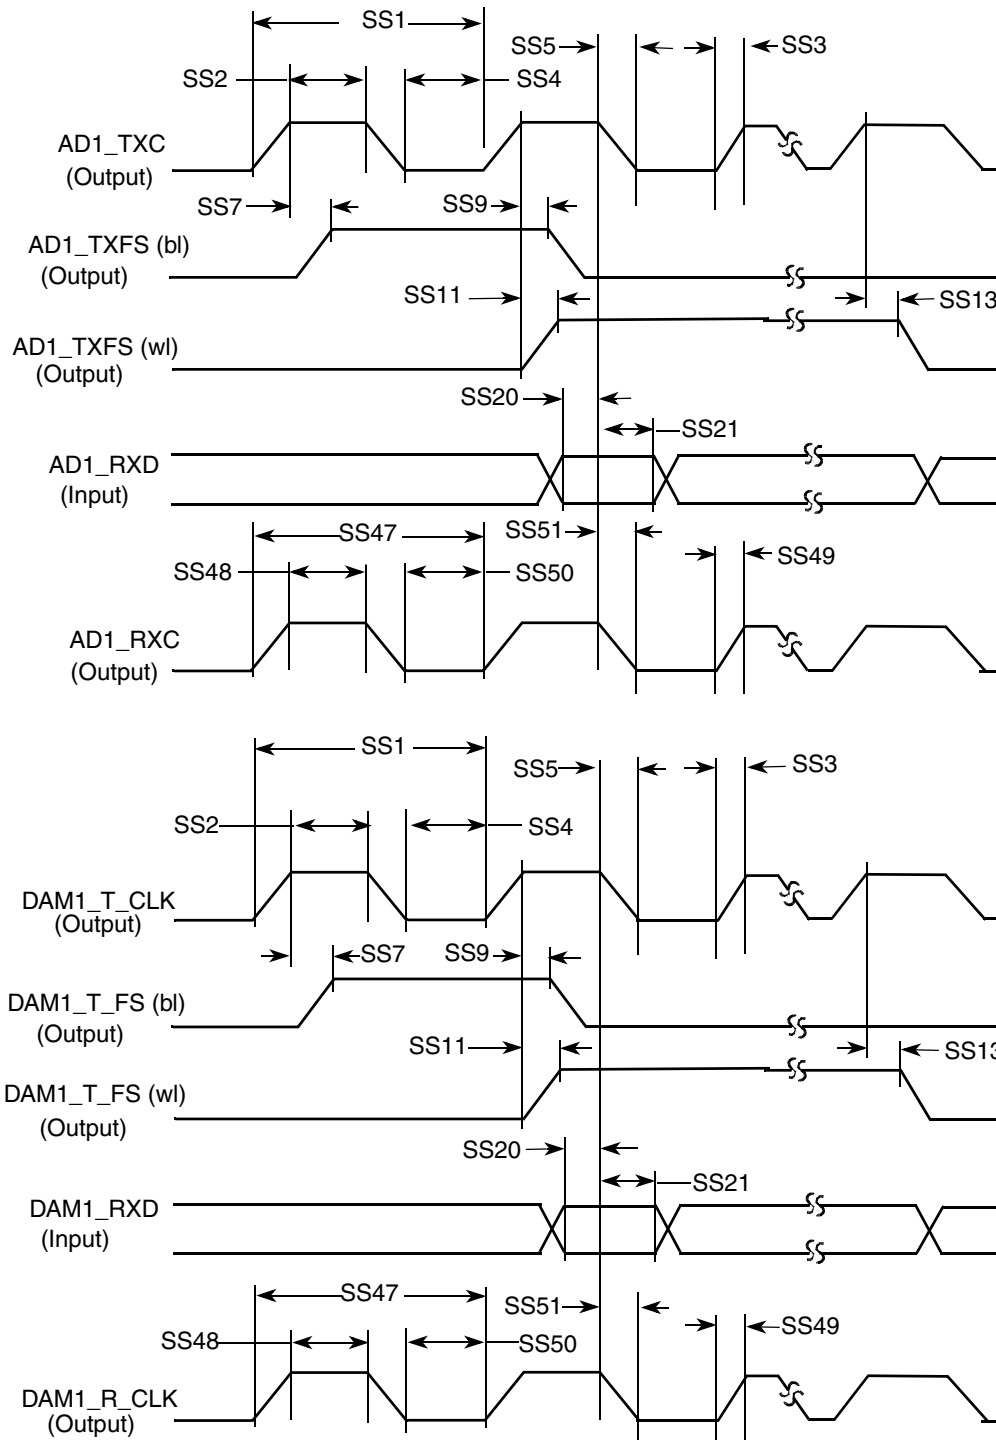 SS1
SS5
SS3
SS2
SS4
AD1_TXC
(Output)
SS7
SS9
AD1_TXFS (bl)
(Output)
SS11
SS13
AD1_TXFS (wl)
(Output)
SS20
SS21
AD1_RXD
(Input)
SS47
SS51
SS49
SS48
SS50
AD1_RXC
(Output)
SS1
SS5
SS3
SS2
SS4
DAM1_T_CLK
(Output)
SS7
SS9
DAM1_T_FS (bl)
(Output)
SS11
SS13
DAM1_T_FS (wl)
(Output)
SS20
SS21
DAM1_RXD
(Input)
SS47
SS51
SS49
SS48
SS50
DAM1_R_CLK
(Output)